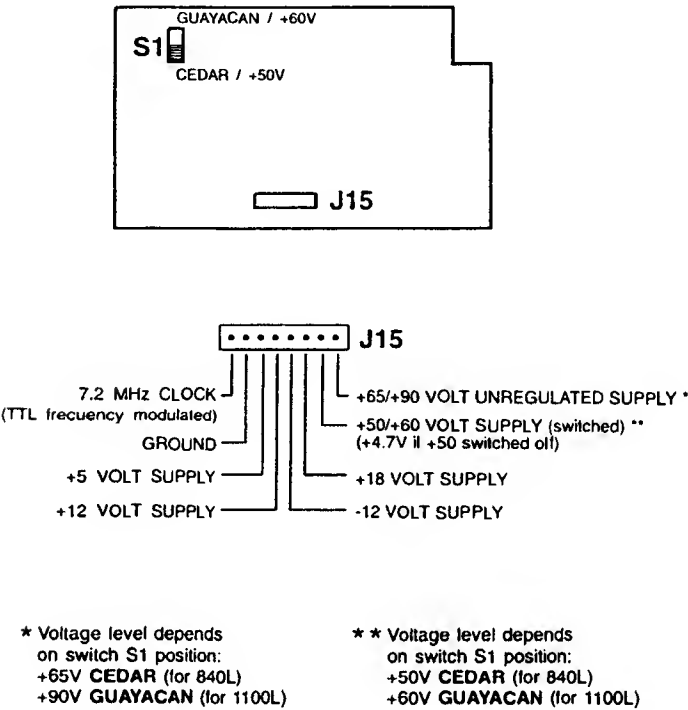 GUAYACAN / +60V
S1
CEDAR / +50V
J15
J15
7.2 MHz CLOCK
(TTL frecuency modulated)
GROUND
+5 VOLT SUPPLY
+12 VOLT SUPPLY
+65/+90 VOLT UNREGULATED SUPPLY *
+50/+60 VOLT SUPPLY (switched) **
(+4.7V if +50 switched off)
+18 VOLT SUPPLY
-12 VOLT SUPPLY
* Voltage level depends
on switch S1 position:
+65V CEDAR (for 840L)
+90V GUAYACAN (for 1100L)
* * Voltage level depends
on switch S1 position:
+50V CEDAR (for 840L)
+60V GUAYACAN (for 1100L)